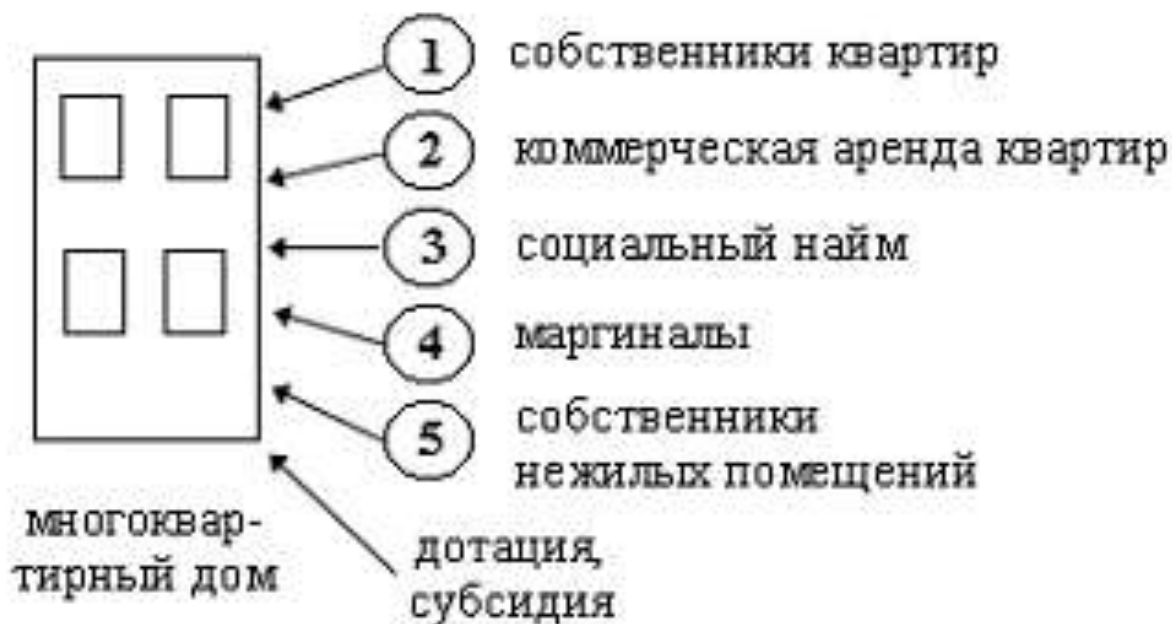 1 собственники квартир
2 коммерческая аренда квартир
3 социальный найм
4 маргиналы
5 собственники
нежилых помещений
многоквар-
тирный дом
дотация,
субсидия